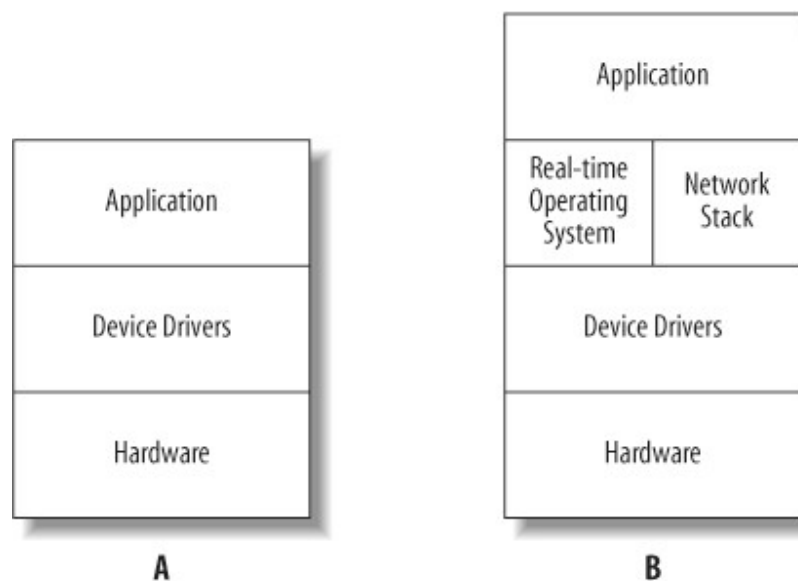 Application
Device Drivers
Hardware
A
Application
Real-time
Operating
System
Network
Stack
Device Drivers
Hardware
B